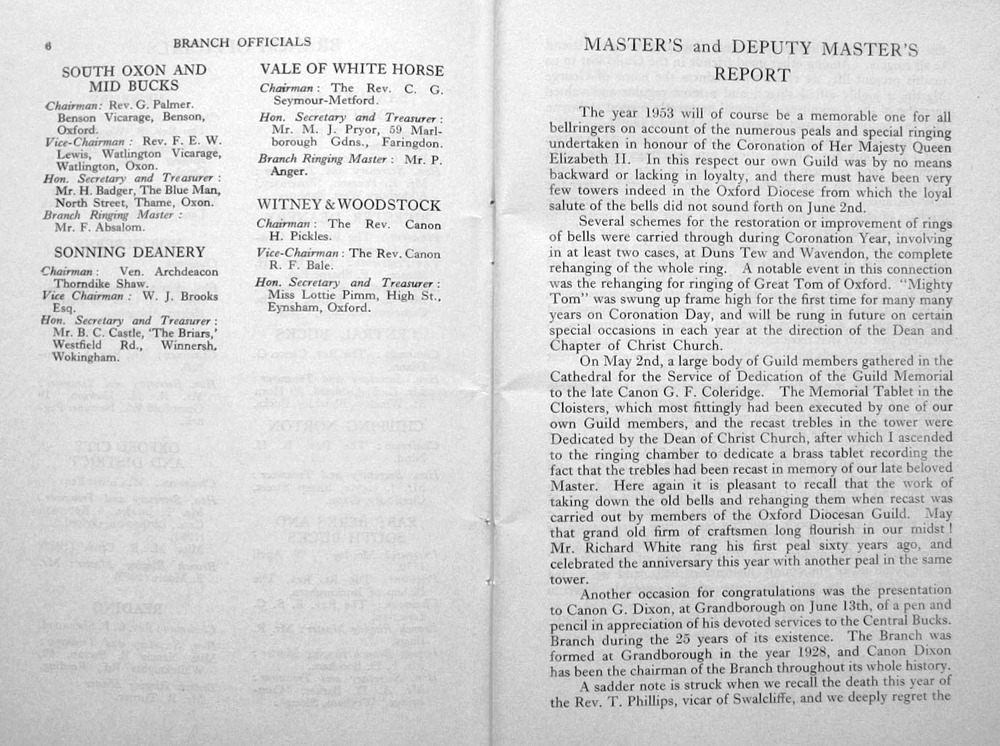 6
BRANCH OFFICIALS
SOUTH OXON AND
MID BUCKS
Chairman: Rev. G. Palmer.
Benson Vicarage, Benson,
Oxford.
Vice-Chairman : Rev. F. E. W.
Lewis, Watlington Vicarage,
Watlington, Oxon.
Hon. Secretary and Treasurer :
Mr. H. Badger, The Blue Man,
North Street, Thame, Oxon.
Branch Ringing Master :
Mr. F. Absalom.
SONNING DEANERY
Chairman : Ven. Archdeacon
Thorndike Shaw.
Vice Chairman : W. J. Brooks
Esq.
Hon. Secretary and Treasurer :
Mr. B. C. Castle, 'The Briars,'
Westfield Rd., Winnersh,
Wokingham.
VALE OF WHITE HORSE
Chairman : The Rev. C. G.
Seymour-Metford.
Hon. Secretary and Treasurer :
Mr. M. J. Pryor, 59 Marl-
borough Gdns., Faringdon.
Branch Ringing Master : Mr. P.
Anger.
WITNEY & WOODSTOCK
Chairman : The Rev. Canon
H. Pickles.
Vice-Chairman : The Rev. Canon
R. F. Bale.
Hon. Secretary and Treasurer :
Miss Lottie Pimm, High St.,
Eynsham, Oxford.
MASTER'S and DEPUTY MASTER'S
REPORT
The year 1953 will of course be a memorable one for all
bellringers on account of the numerous peals and special ringing
undertaken in honour of the Coronation of Her Majesty Queen
Elizabeth II. In this respect our own Guild was by no means
backward or lacking in loyalty, and there must have been very
few towers indeed in the Oxford Diocese from which the loyal
salute of the bells did not sound forth on June 2nd.
Several schemes for the restoration or improvement of rings
of bells were carried through during Coronation Year, involving
in at least two cases, at Duns Tew and Wavendon, the complete
rehanging of the whole ring. A notable event in this connection
was the rehanging for ringing of Great Tom of Oxford. "Mighty
Tom" was swung up frame high for the first time for many many
years on Coronation Day, and will be rung in future on certain
special occasions in each year at the direction of the Dean and
Chapter of Christ Church.
On May 2nd, a large body of Guild members gathered in the
Cathedral for the Service of Dedication of the Guild Memorial
to the late Canon G. F. Coleridge. The Memorial Tablet in the
Cloisters, which most fittingly had been executed by one of our
own Guild members, and the recast trebles in the tower were
Dedicated by the Dean of Christ Church, after which I ascended
to the ringing chamber to dedicate a brass tablet recording the
fact that the trebles had been recast in memory of our late beloved
Master. Here again it is pleasant to recall that the work of
taking down the old bells and rehanging them when recast was
carried out by members of the Oxford Diocesan Guild. May
that grand old firm of craftsmen long flourish in our midst !
Mr. Richard White rang his first peal sixty years ago, and
celebrated the anniversary this year with another peal in the same
tower.
Another occasion for congratulations was the presentation
to Canon G. Dixon, at Grandborough on June 13th, of a pen and
pencil in appreciation of his devoted services to the Central Bucks.
Branch during the 25 years of its existence. The Branch was
formed at Grandborough in the year 1928, and Canon Dixon
has been the chairman of the Branch throughout its whole history.
A sadder note is struck when we recall the death this year of
the Rev. T. Phillips, vicar of Swalcliffe, and we deeply regret the